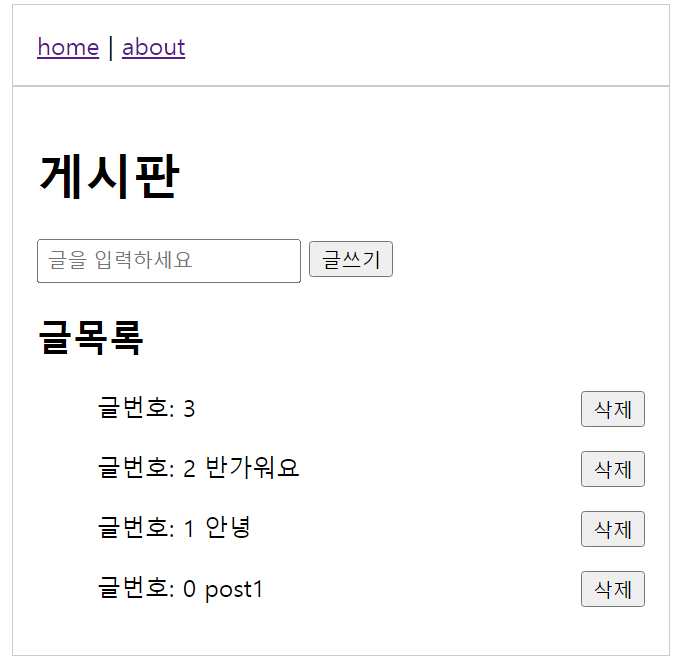 home | about
게시판
글을 입력하세요 글쓰기
글목록
글번호: 3 삭제
글번호: 2 반가워요 삭제
글번호: 1 안녕 삭제
글번호: 0 post1 삭제